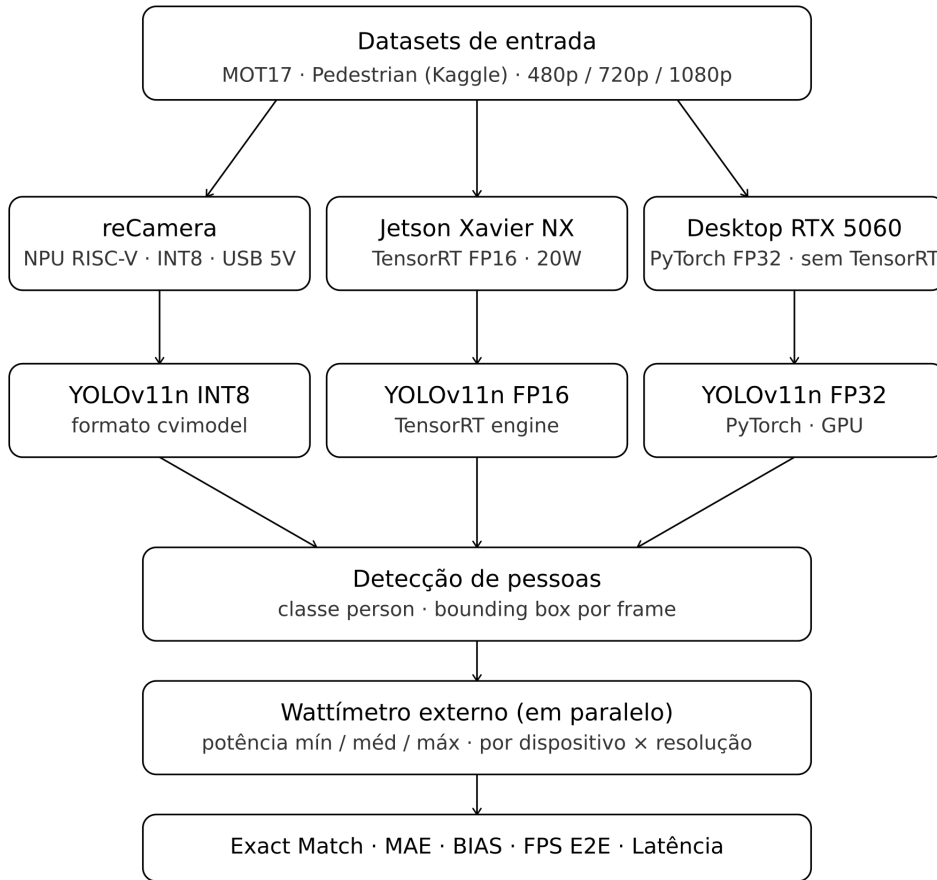 Datasets de entrada
MOT17 · Pedestrian (Kaggle) · 480p / 720p / 1080p
reCamera
NPU RISC-V · INT8 · USB 5V
Jetson Xavier NX
TensorRT FP16 · 20W
Desktop RTX 5060
PyTorch FP32 · sem TensorRT
YOLOv11n INT8
formato cvimodel
YOLOv11n FP16
TensorRT engine
YOLOv11n FP32
PyTorch · GPU
Detecção de pessoas
classe person · bounding box por frame
Wattímetro externo (em paralelo)
potência mín / méd / máx · por dispositivo × resolução
Exact Match · MAE · BIAS · FPS E2E · Latência